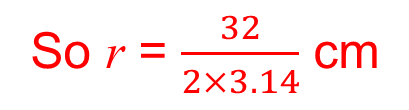 So r = 32/(2×3.14) cm